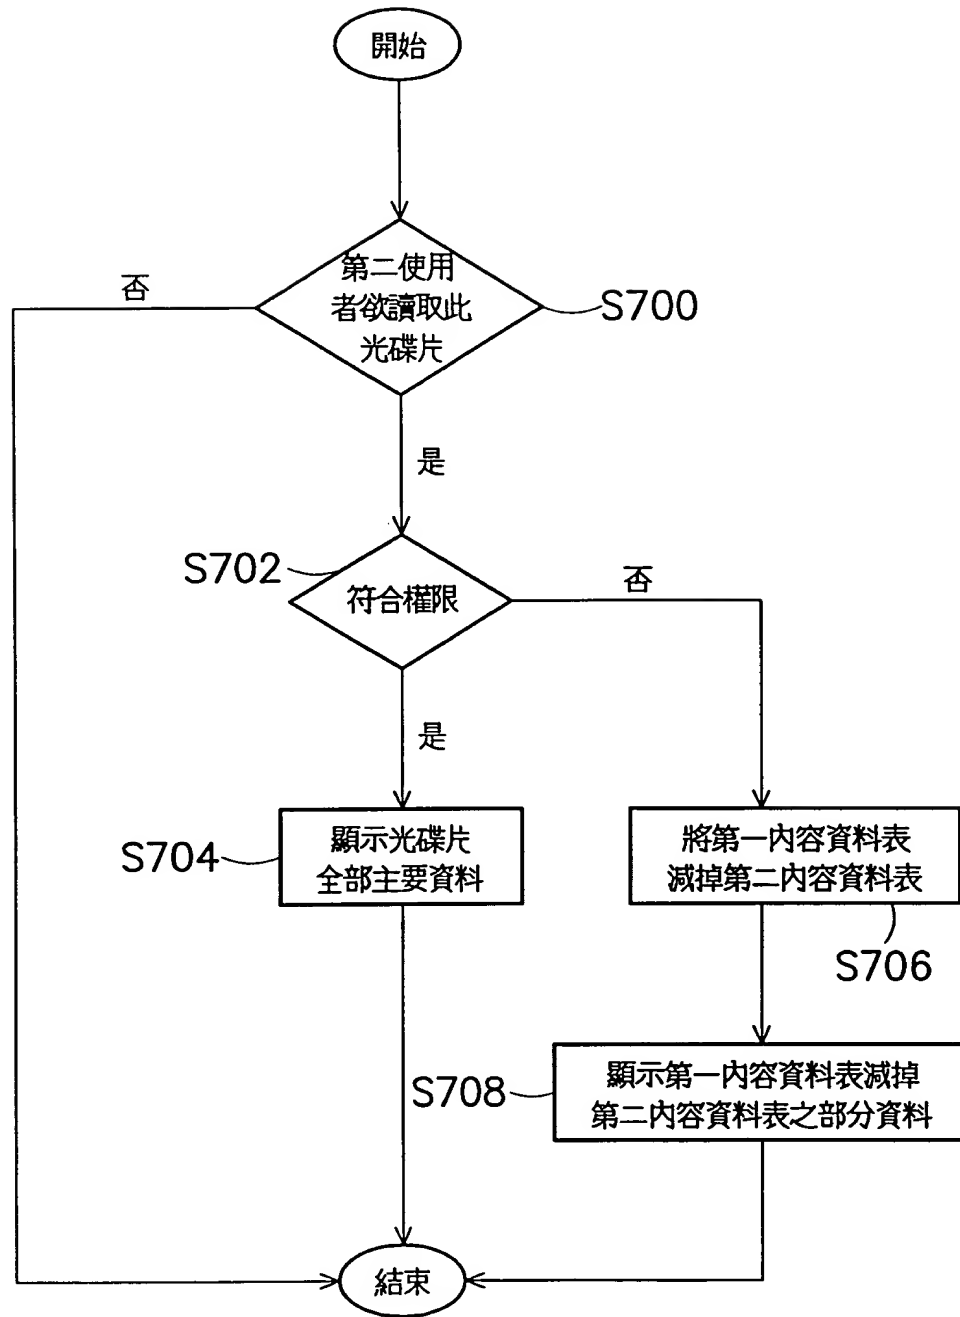 開始
第二使用
者欲讀取此
光碟片
否
S700
是
S702
符合權限
否
是
S704
顯示光碟片
全部主要資料
將第一內容資料表
減掉第二內容資料表
S706
S708
顯示第一內容資料表減掉
第二內容資料表之部分資料
結束